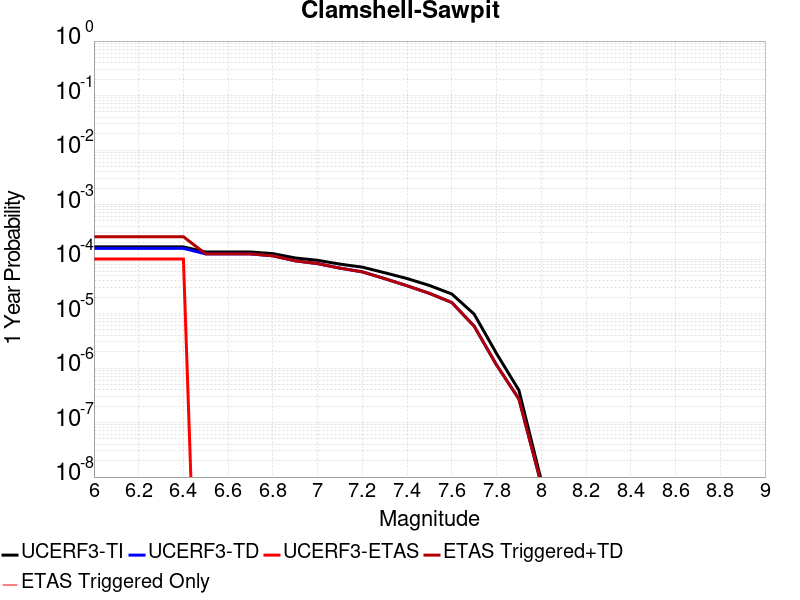 Clamshell-Sawpit
10^0
10^-1
10^-2
10^-3
10^-4
10^-5
10^-6
10^-7
10^-8
1 Year Probability
6 6.2 6.4 6.6 6.8 7 7.2 7.4 7.6 7.8 8 8.2 8.4 8.6 8.8 9
Magnitude
UCERF3-TI UCERF3-TD UCERF3-ETAS ETAS Triggered+TD
ETAS Triggered Only